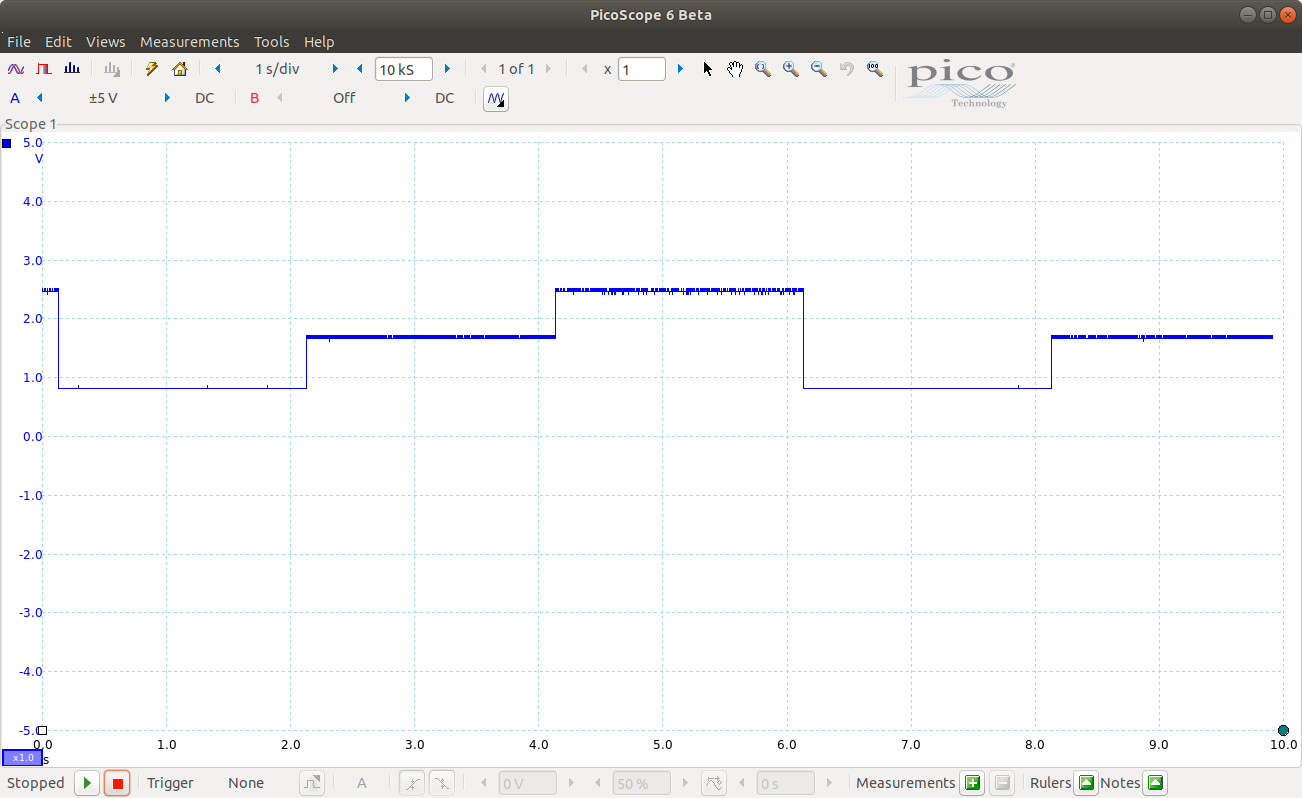 PicoScope 6 Beta
File Edit Views Measurements Tools Help
1 s/div 10 kS 1 of 1 x 1
pico
Technology
A ±5 V DC B Off DC
Scope 1
5.0
V
4.0
3.0
2.0
1.0
0.0
-1.0
-2.0
-3.0
-4.0
-5.0
0.0 1.0 2.0 3.0 4.0 5.0 6.0 7.0 8.0 9.0 10.0
x1.0 s
Stopped Trigger None A 0 V 50 % 0 s Measurements Rulers Notes